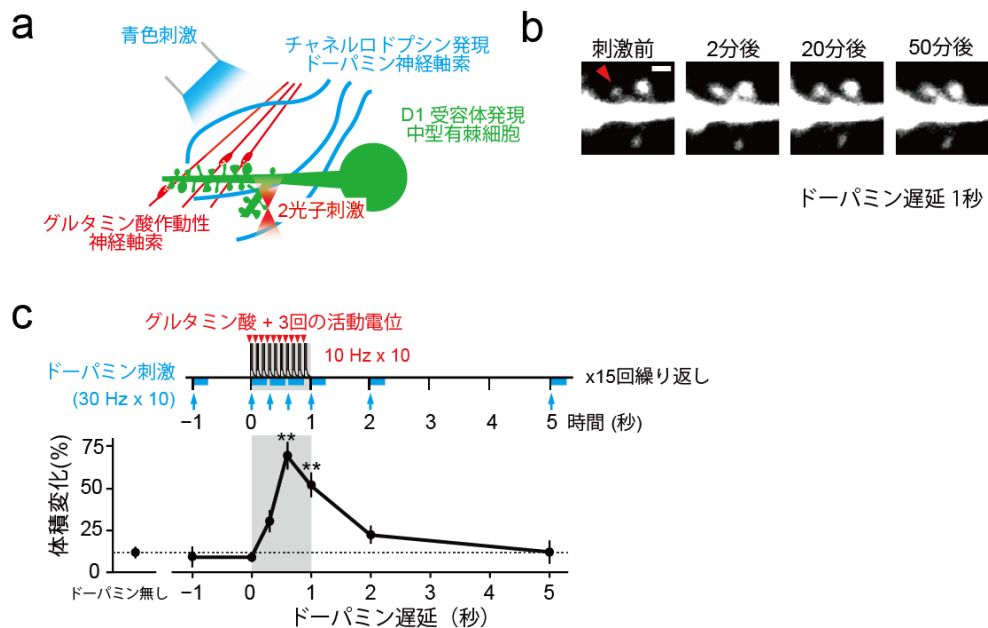 a
青色刺激
チャネルロドプシン発現
ドーパミン神経軸索
D1 受容体発現
中型有棘細胞
2光子刺激
グルタミン酸作動性
神経軸索
b
刺激前
2分後
20分後
50分後
ドーパミン遅延 1秒
c
グルタミン酸 + 3回の活動電位
10 Hz x 10
ドーパミン刺激
(30 Hz x 10)
x15回繰り返し
−1 0 1 2 3 4 5 時間 (秒)
体積変化(%)
75
50
25
0
** **
ドーパミン無し
−1 0 1 2 3 4 5
ドーパミン遅延（秒）